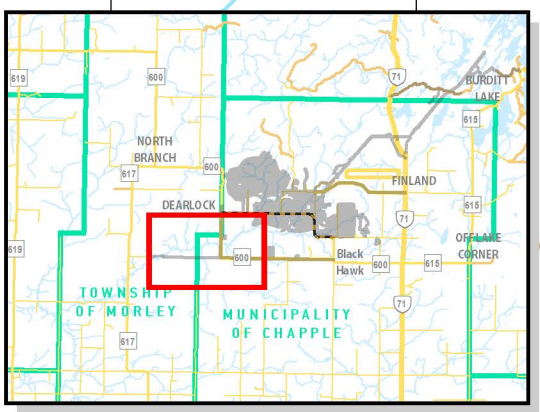 71
BURDITT
LAKE
619
600
615
NORTH
BRANCH
617
600
FINLAND
DEARLOCK
615
71
619
OFFLAKE
CORNER
Black
Hawk
600
600
615
TOWNSHIP
OF MORLEY
71
MUNICIPALITY
OF CHAPPLE
617